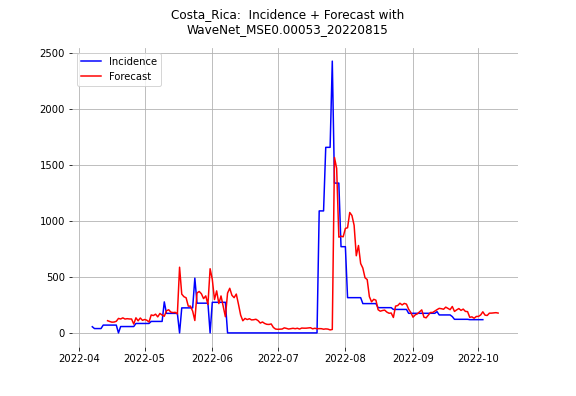 Costa_Rica:  Incidence + Forecast with
WaveNet_MSE0.00053_20220815
Incidence
Forecast
2500
2000
1500
1000
500
0
2022-04 2022-05 2022-06 2022-07 2022-08 2022-09 2022-10